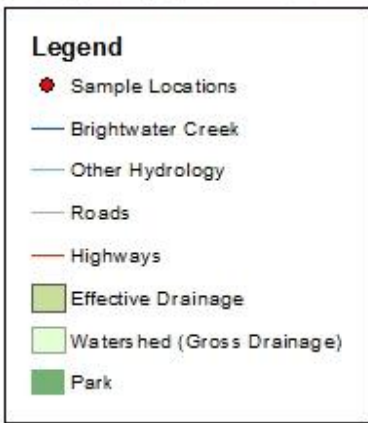 Legend
Sample Locations
Brightwater Creek
Other Hydrology
Roads
Highways
Effective Drainage
Watershed (Gross Drainage)
Park